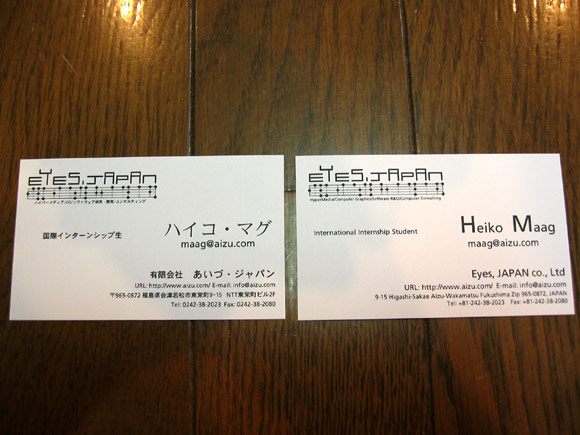 EYES, JAPAN
ハイパーメディア/CG/ソフトウェア研究・開発/コンサルティング
国際インターンシップ生
ハイコ・マグ
maag@aizu.com
有限会社 あいづ・ジャパン
URL: http://www.aizu.com/ E-mail: info@aizu.com
〒965-0872 福島県会津若松市東栄町9-15 NTT東栄町ビル2F
Tel: 0242-38-2023 Fax: 0242-38-2080
EYES, JAPAN
HyperMedia/Computer Graphics/Software R&D/Computer Consulting
International Internship Student
Heiko Maag
maag@aizu.com
Eyes, JAPAN co., Ltd
URL: http://www.aizu.com/ E-mail: info@aizu.com
9-15 Higashi-Sakae Aizu-Wakamatsu Fukushima Zip 965-0872, JAPAN
Tel: +81-242-38-2023 Fax: +81-242-38-2080